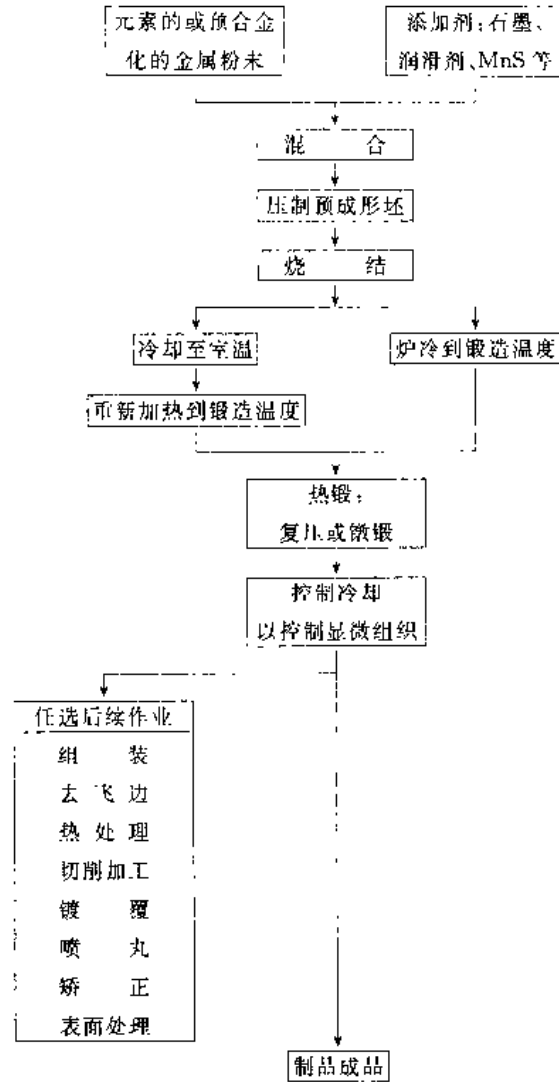 元素的或预合金
化的金属粉末
添加剂：石墨、
润滑剂、MnS 等
混 合
压制预成形坯
烧 结
冷却至室温
炉冷到锻造温度
重新加热到锻造温度
热锻：
复压或镦锻
控制冷却
以控制显微组织
任选后续作业
组 装
去 飞 边
热 处 理
切削加工
镀 覆
喷 丸
矫 正
表面处理
制品成品